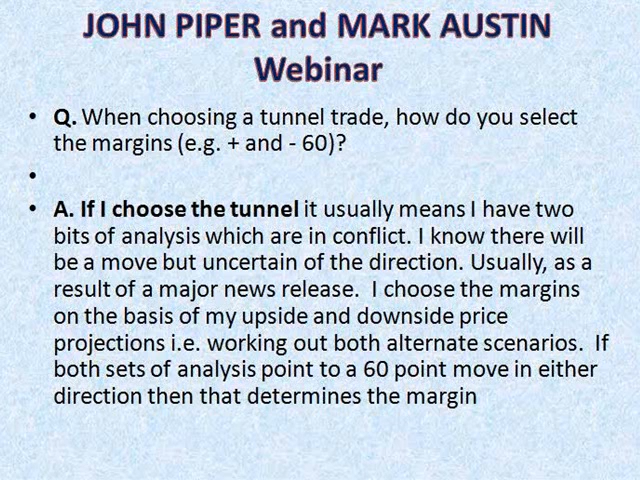 JOHN PIPER and MARK AUSTIN
Webinar
• Q. When choosing a tunnel trade, how do you select
the margins (e.g. + and - 60)?
•
• A. If I choose the tunnel it usually means I have two
bits of analysis which are in conflict. I know there will
be a move but uncertain of the direction. Usually, as a
result of a major news release.  I choose the margins
on the basis of my upside and downside price
projections i.e. working out both alternate scenarios.  If
both sets of analysis point to a 60 point move in either
direction then that determines the margin